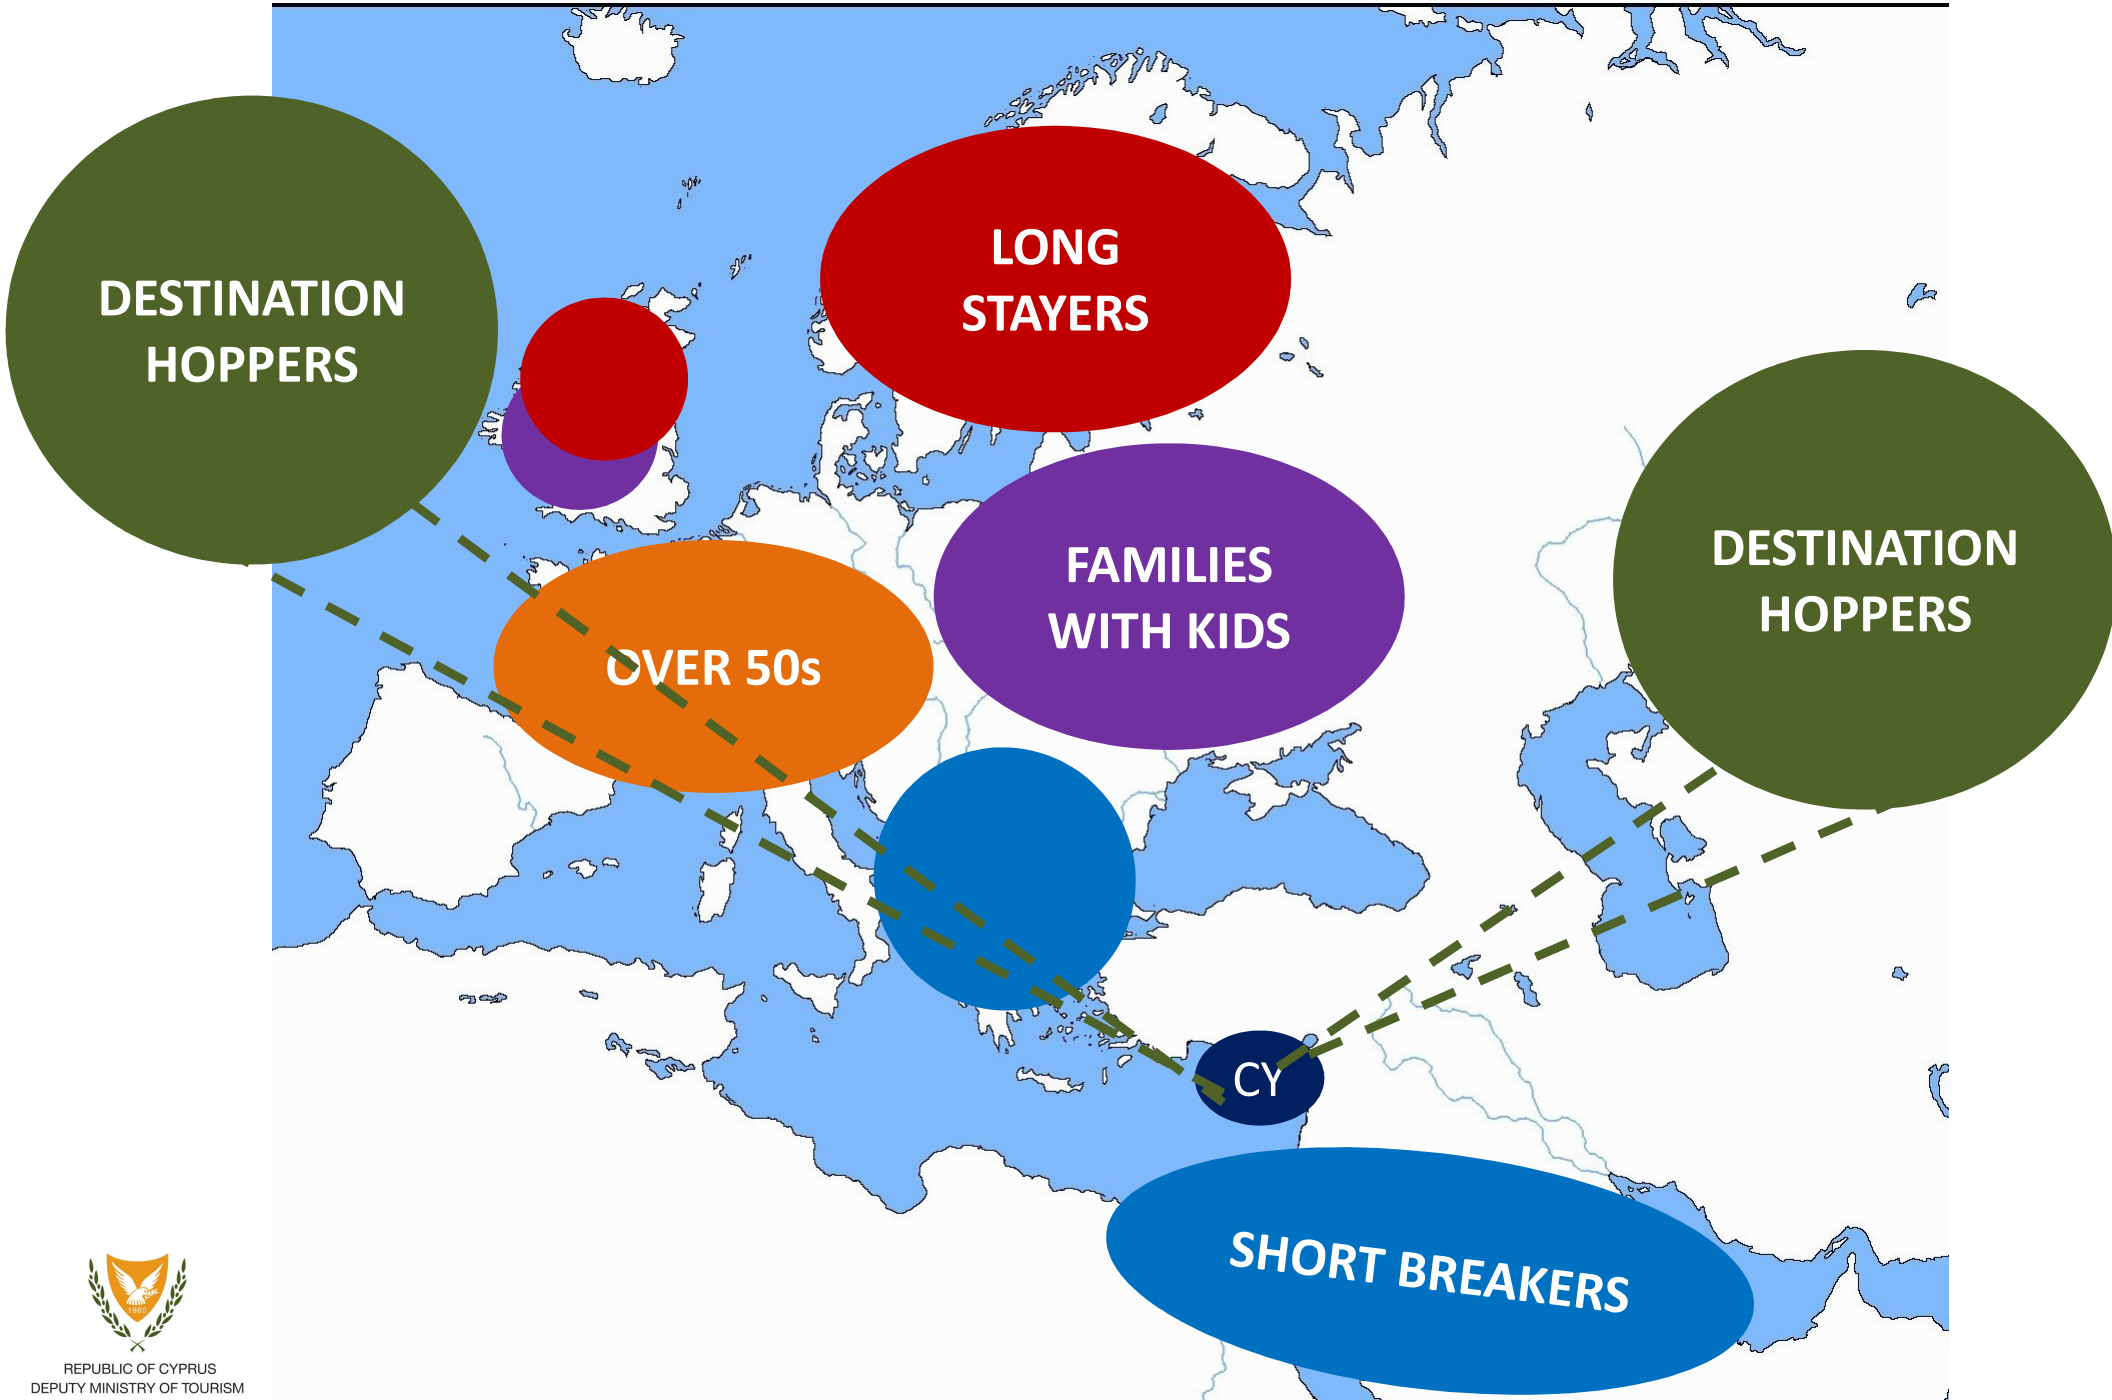 DESTINATION
HOPPERS
LONG
STAYERS
FAMILIES
WITH KIDS
DESTINATION
HOPPERS
OVER 50s
CY
SHORT BREAKERS
1960
REPUBLIC OF CYPRUS
DEPUTY MINISTRY OF TOURISM